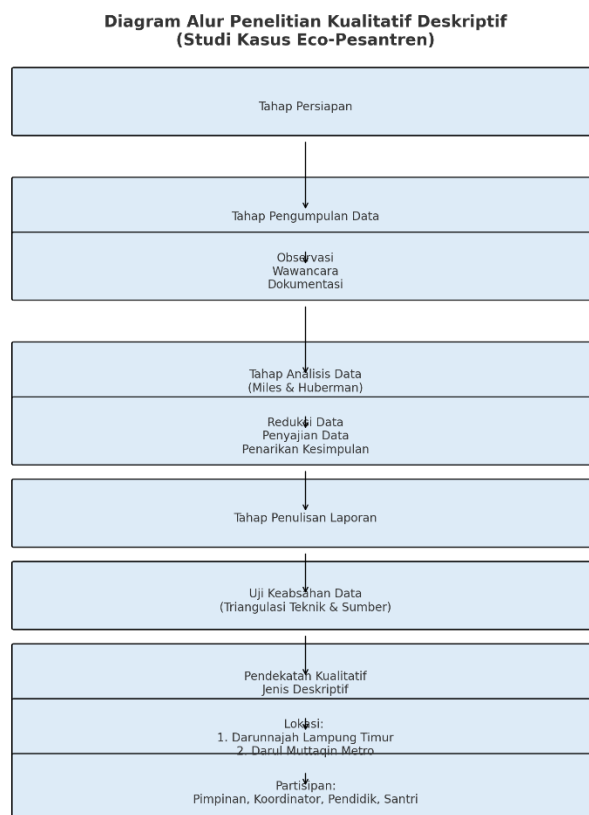 Diagram Alur Penelitian Kualitatif Deskriptif
(Studi Kasus Eco-Pesantren)
Tahap Persiapan
Tahap Pengumpulan Data
Observasi
Wawancara
Dokumentasi
Tahap Analisis Data
(Miles & Huberman)
Reduksi Data
Penyajian Data
Penarikan Kesimpulan
Tahap Penulisan Laporan
Uji Keabsahan Data
(Triangulasi Teknik & Sumber)
Pendekatan Kualitatif
Jenis Deskriptif
Lokasi:
1. Darunnajah Lampung Timur
2. Darul Muttaqin Metro
Partisipan:
Pimpinan, Koordinator, Pendidik, Santri